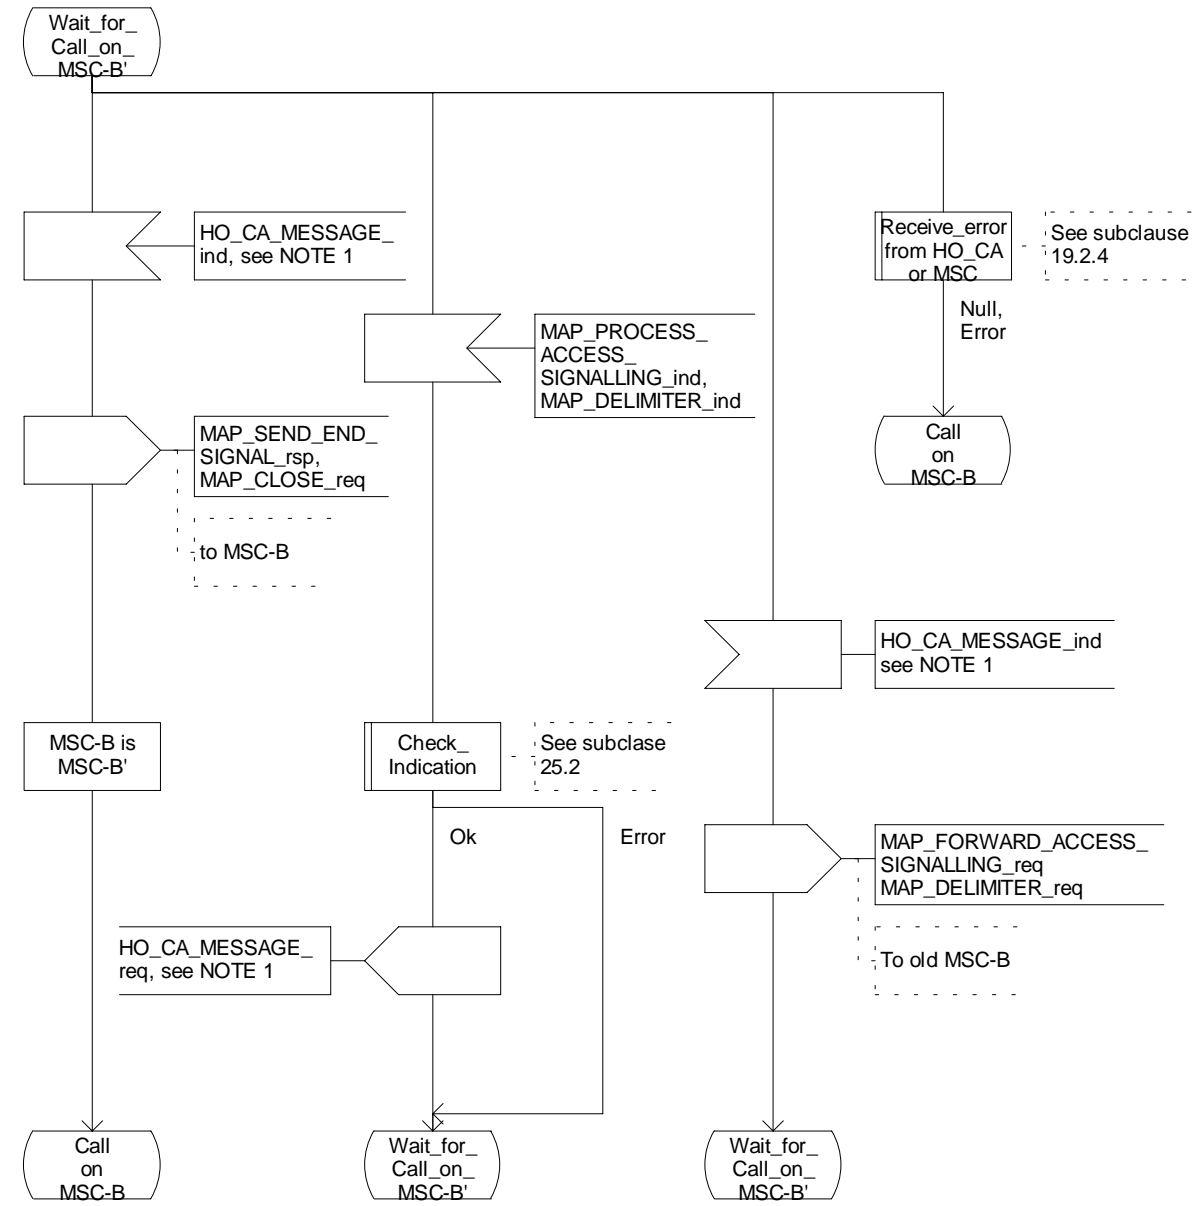 Wait_for_
Call_on_
MSC-B'
HO_CA_MESSAGE_
ind, see NOTE 1
Receive_error
from HO_CA
or MSC
See subclause
19.2.4
Null,
Error
MAP_PROCESS_
ACCESS_
SIGNALLING_ind,
MAP_DELIMITER_ind
MAP_SEND_END_
SIGNAL_rsp,
MAP_CLOSE_req
Call
on
MSC-B
to MSC-B
HO_CA_MESSAGE_ind
see NOTE 1
MSC-B is
MSC-B'
Check_
Indication
See subclase
25.2
Ok
Error
MAP_FORWARD_ACCESS_
SIGNALLING_req
MAP_DELIMITER_req
HO_CA_MESSAGE_
req, see NOTE 1
To old MSC-B
Call
on
MSC-B
Wait_for_
Call_on_
MSC-B'
Wait_for_
Call_on_
MSC-B'